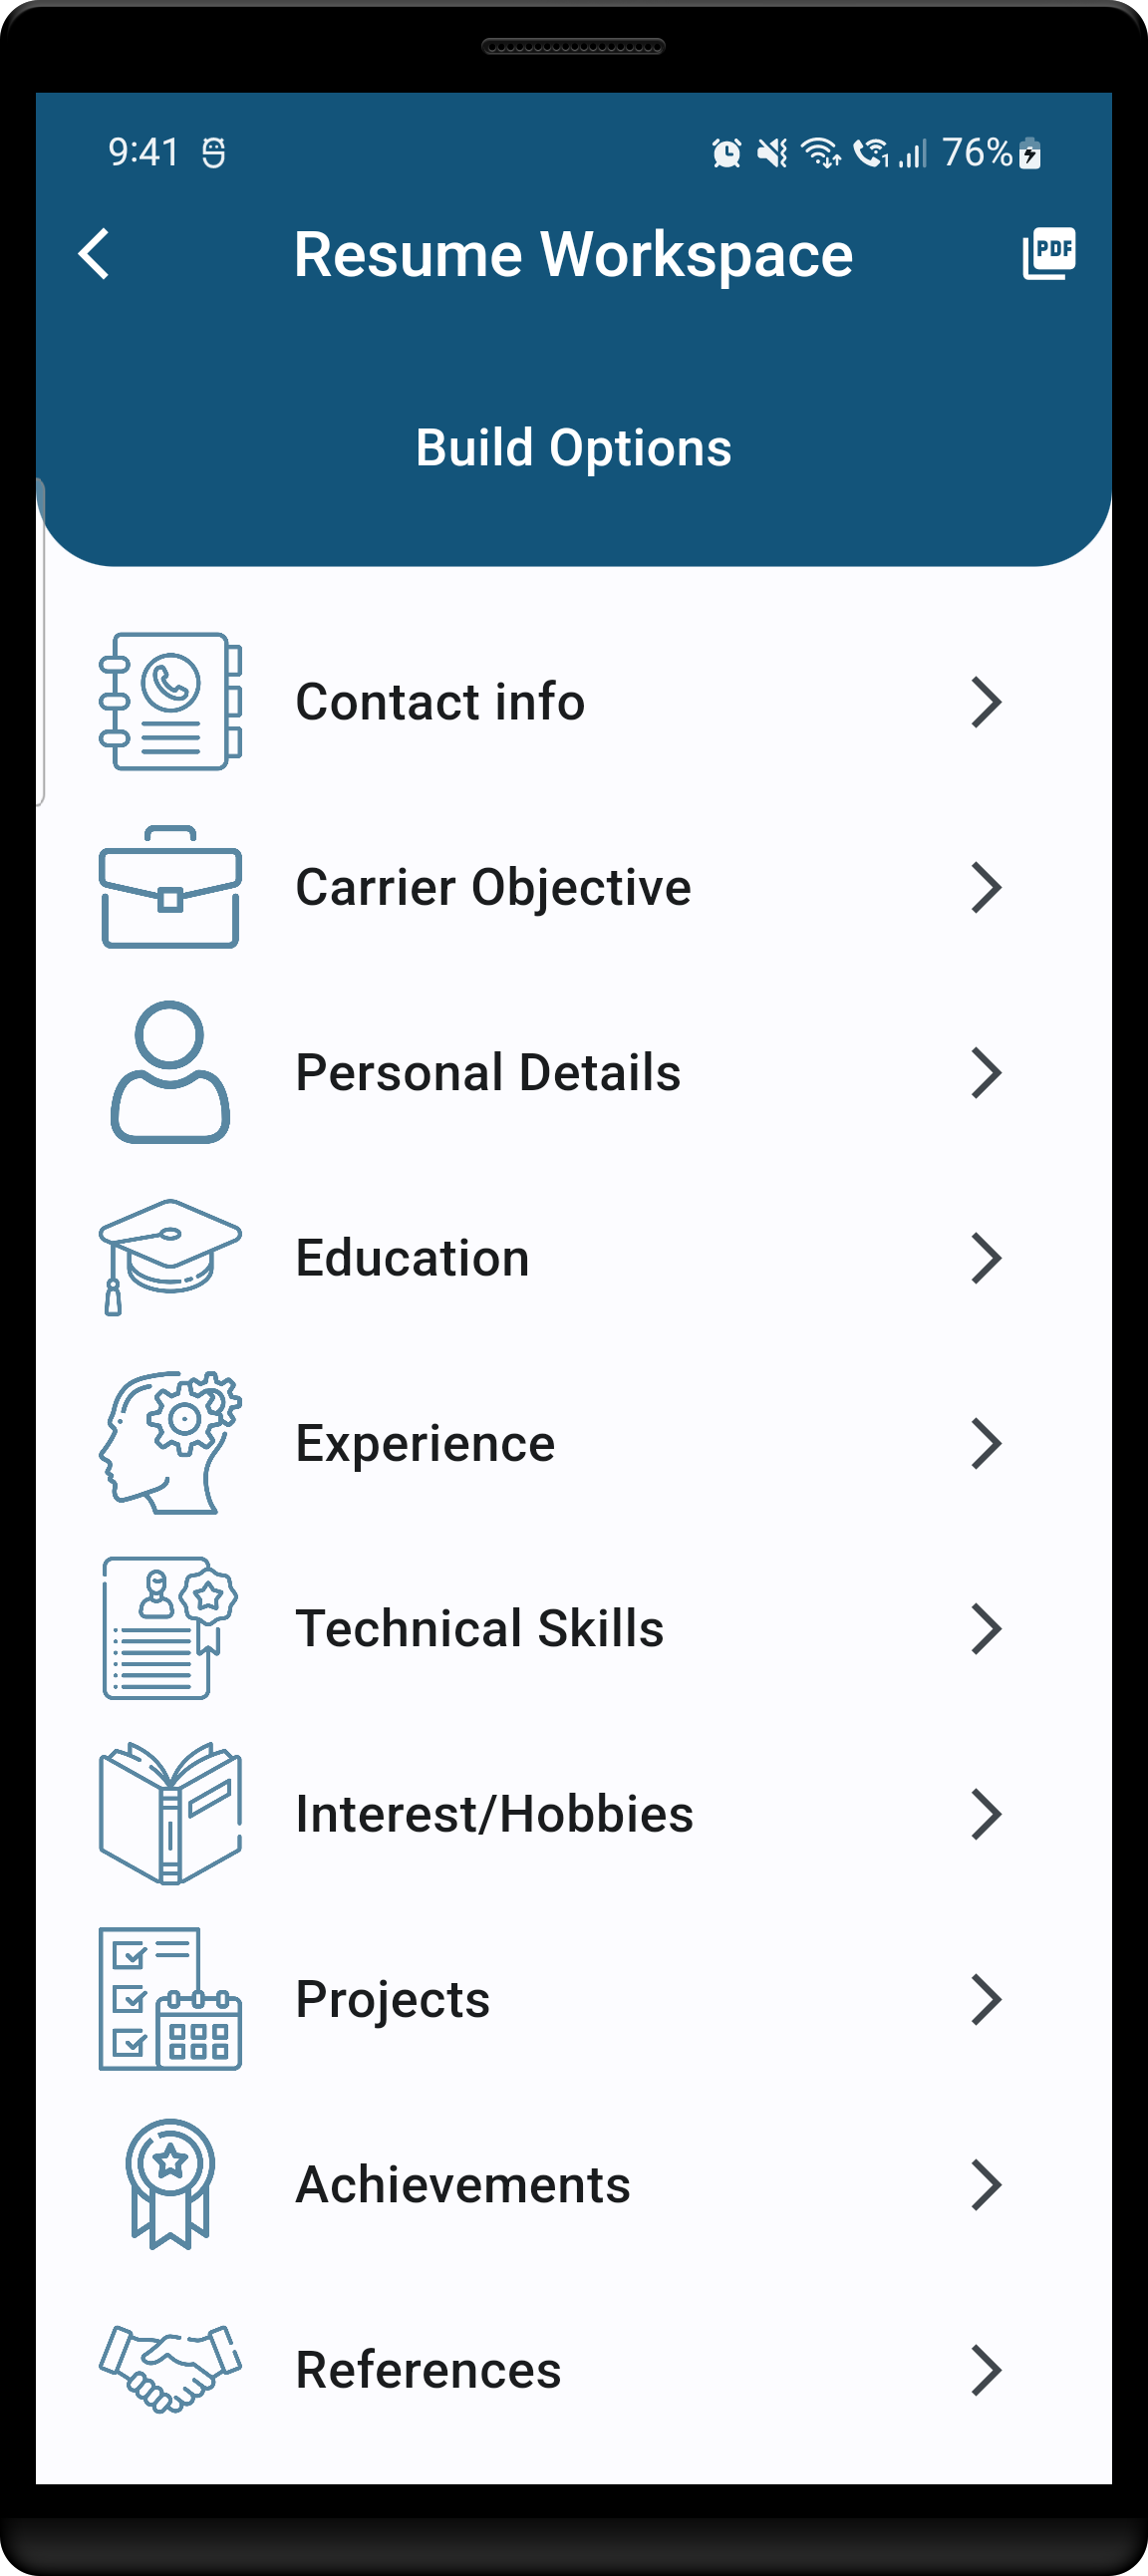 9:41 76%
Resume Workspace PDF
Build Options
Contact info
Carrier Objective
Personal Details
Education
Experience
Technical Skills
Interest/Hobbies
Projects
Achievements
References